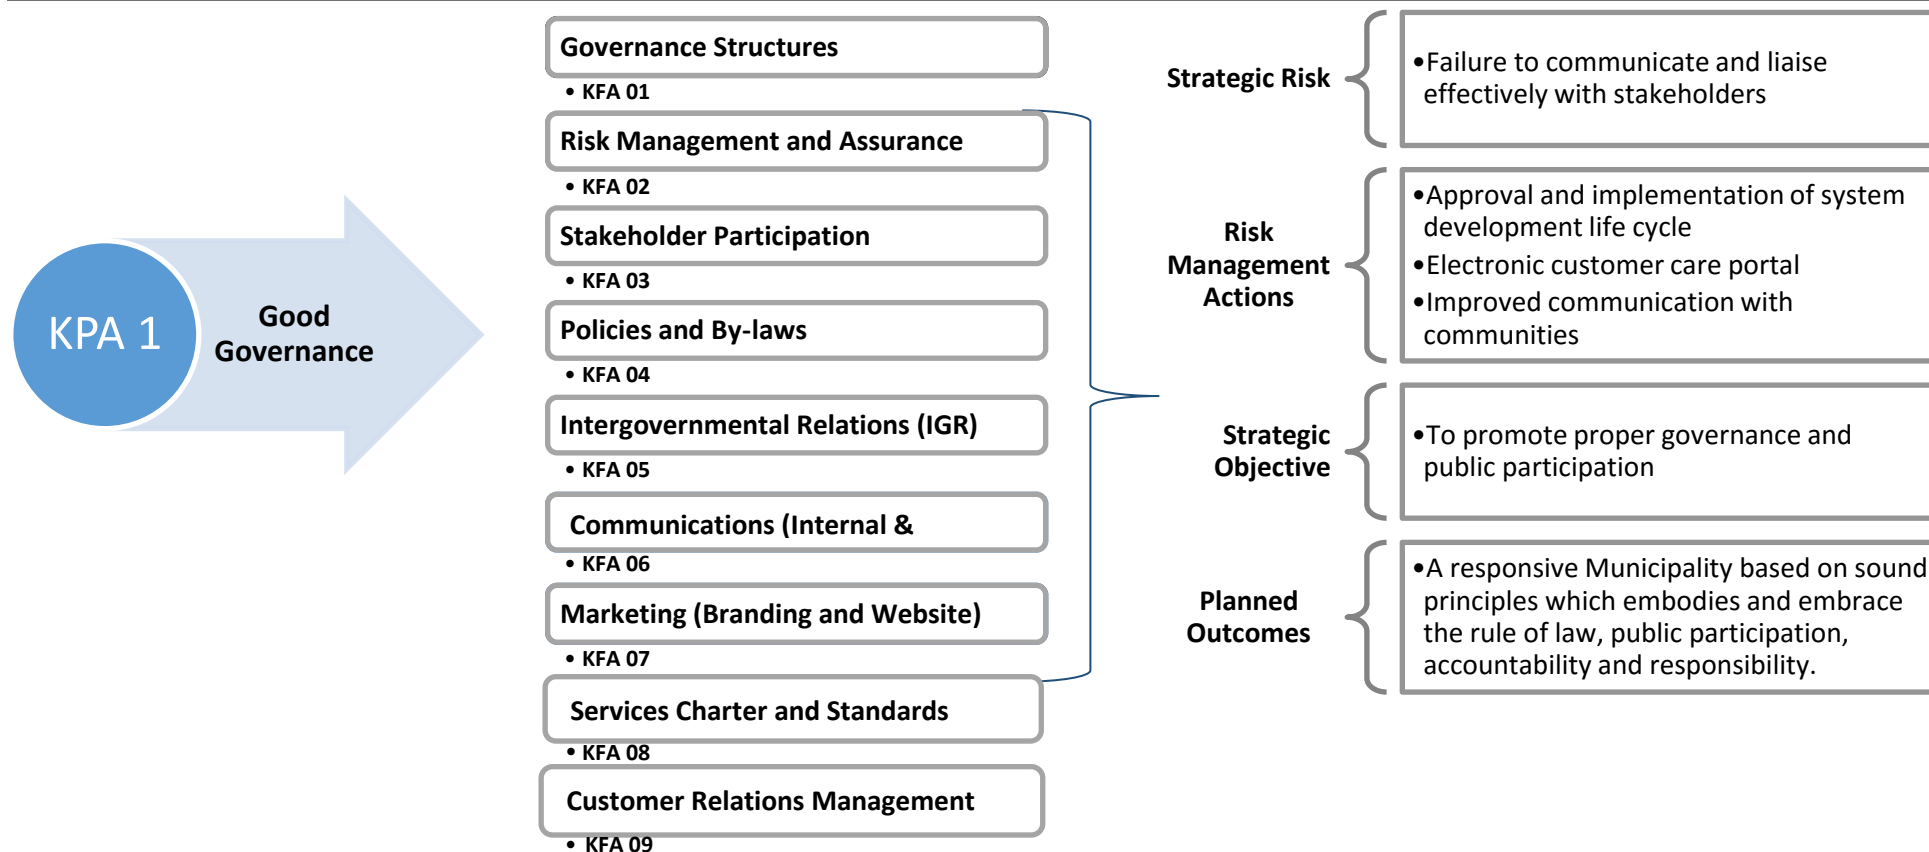 KPA 1
Good
Governance
Governance Structures
• KFA 01
Risk Management and Assurance
• KFA 02
Stakeholder Participation
• KFA 03
Policies and By-laws
• KFA 04
Intergovernmental Relations (IGR)
• KFA 05
Communications (Internal &
• KFA 06
Marketing (Branding and Website)
• KFA 07
Services Charter and Standards
• KFA 08
Customer Relations Management
• KFA 09
Strategic Risk
•Failure to communicate and liaise
effectively with stakeholders
Risk
Management
Actions
•Approval and implementation of system
development life cycle
•Electronic customer care portal
•Improved communication with
communities
Strategic
Objective
•To promote proper governance and
public participation
Planned
Outcomes
•A responsive Municipality based on sound
principles which embodies and embrace
the rule of law, public participation,
accountability and responsibility.